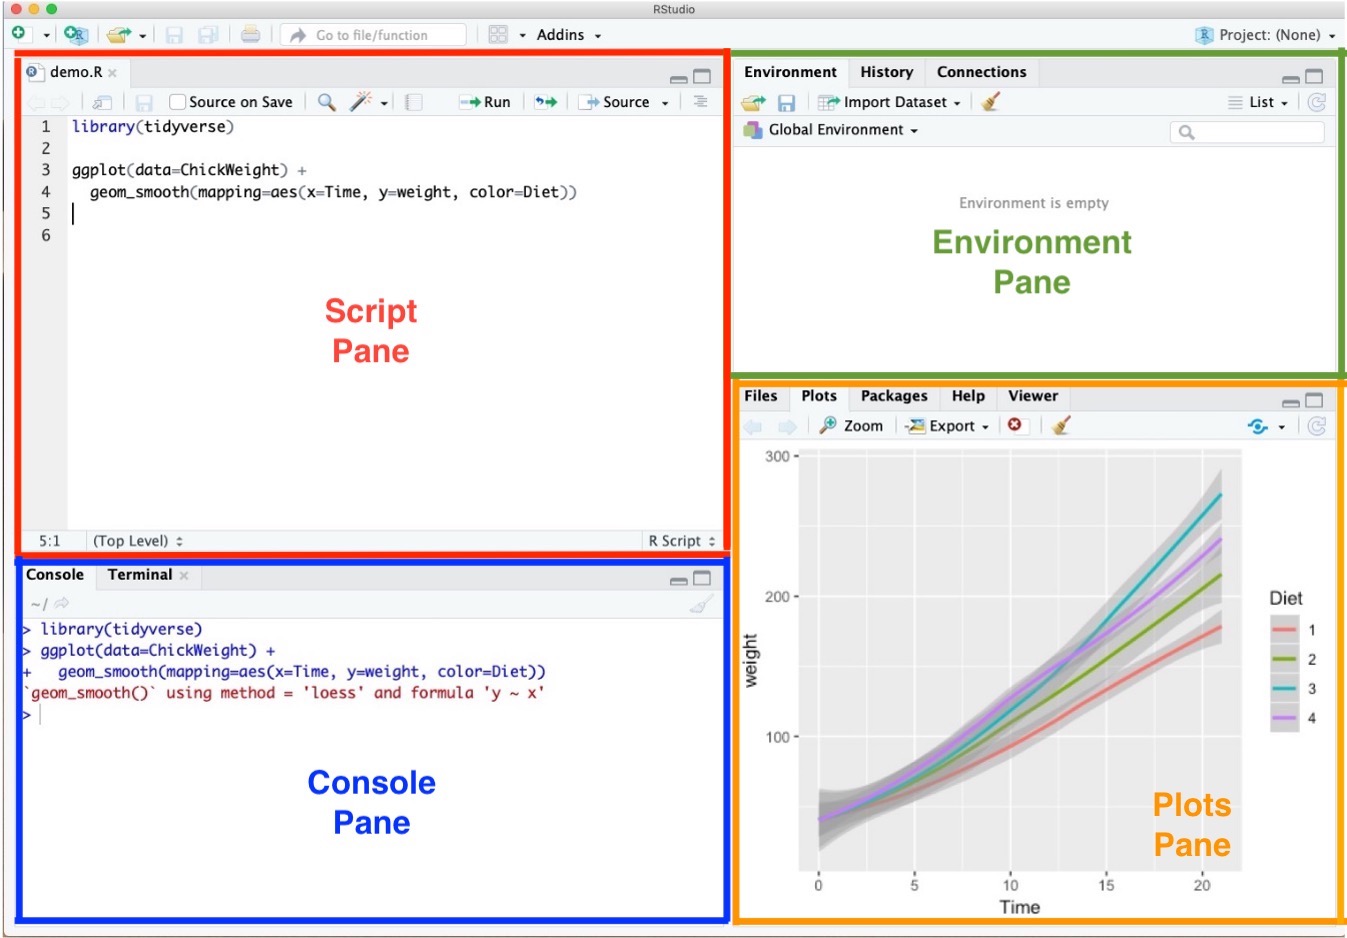 RStudio
Go to file/function
Addins
Project: (None)
demo.R
Source on Save
Run
Source
1 library(tidyverse)
2
3 ggplot(data=ChickWeight) +
4 geom_smooth(mapping=aes(x=Time, y=weight, color=Diet))
5
6
Script
Pane
5:1 (Top Level) R Script
Console Terminal
~/
> library(tidyverse)
> ggplot(data=ChickWeight) +
+ geom_smooth(mapping=aes(x=Time, y=weight, color=Diet))
`geom_smooth()` using method = 'loess' and formula 'y ~ x'
>
Console
Pane
Environment History Connections
Import Dataset List
Global Environment
Environment is empty
Environment
Pane
Files Plots Packages Help Viewer
Zoom Export
300
200
100
weight
0 5 10 15 20
Time
Diet
1
2
3
4
Plots
Pane